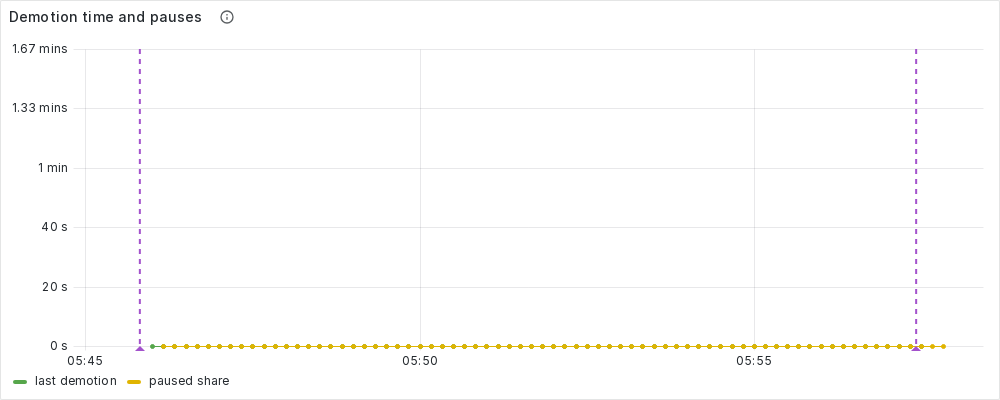 Demotion time and pauses
1.67 mins
1.33 mins
1 min
40 s
20 s
0 s
05:45 05:50 05:55
last demotion paused share